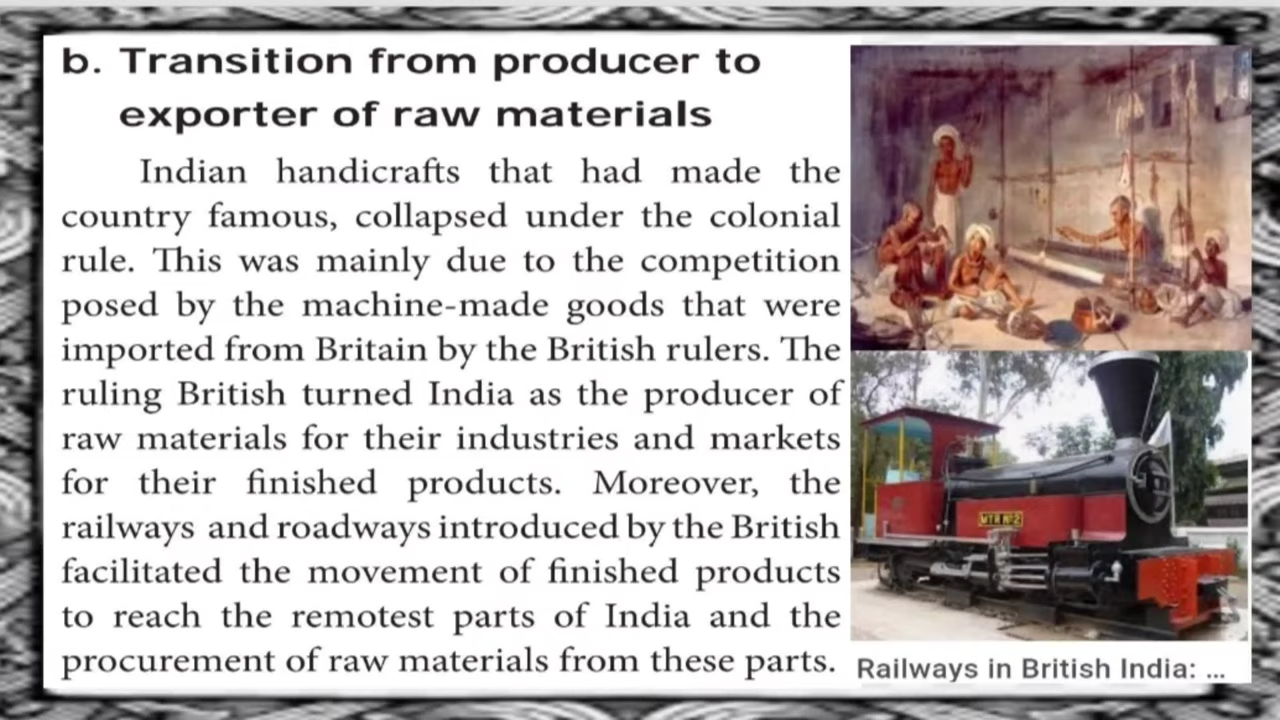 b. Transition from producer to
exporter of raw materials
Indian handicrafts that had made the
country famous, collapsed under the colonial
rule. This was mainly due to the competition
posed by the machine-made goods that were
imported from Britain by the British rulers. The
ruling British turned India as the producer of
raw materials for their industries and markets
for their finished products. Moreover, the
railways and roadways introduced by the British
facilitated the movement of finished products
to reach the remotest parts of India and the
procurement of raw materials from these parts.
MTR Nº2
Railways in British India: ...